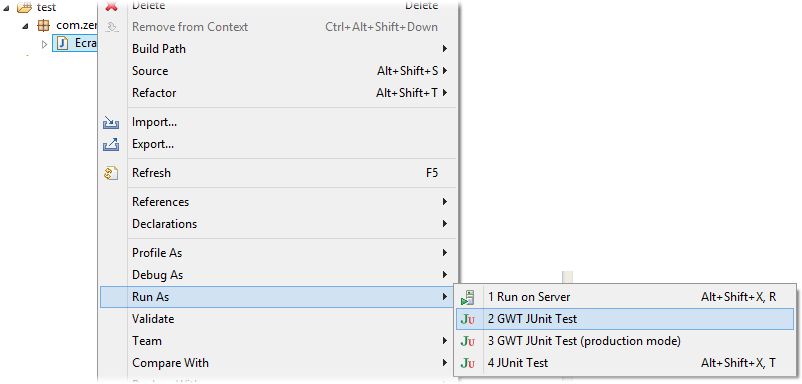 test
com.zer
Ecra
Delete Delete
Remove from Context Ctrl+Alt+Shift+Down
Build Path
Source Alt+Shift+S
Refactor Alt+Shift+T
Import...
Export...
Refresh F5
References
Declarations
Profile As
Debug As
Run As
1 Run on Server Alt+Shift+X, R
Validate
2 GWT JUnit Test
Team
3 GWT JUnit Test (production mode)
Compare With
4 JUnit Test Alt+Shift+X, T